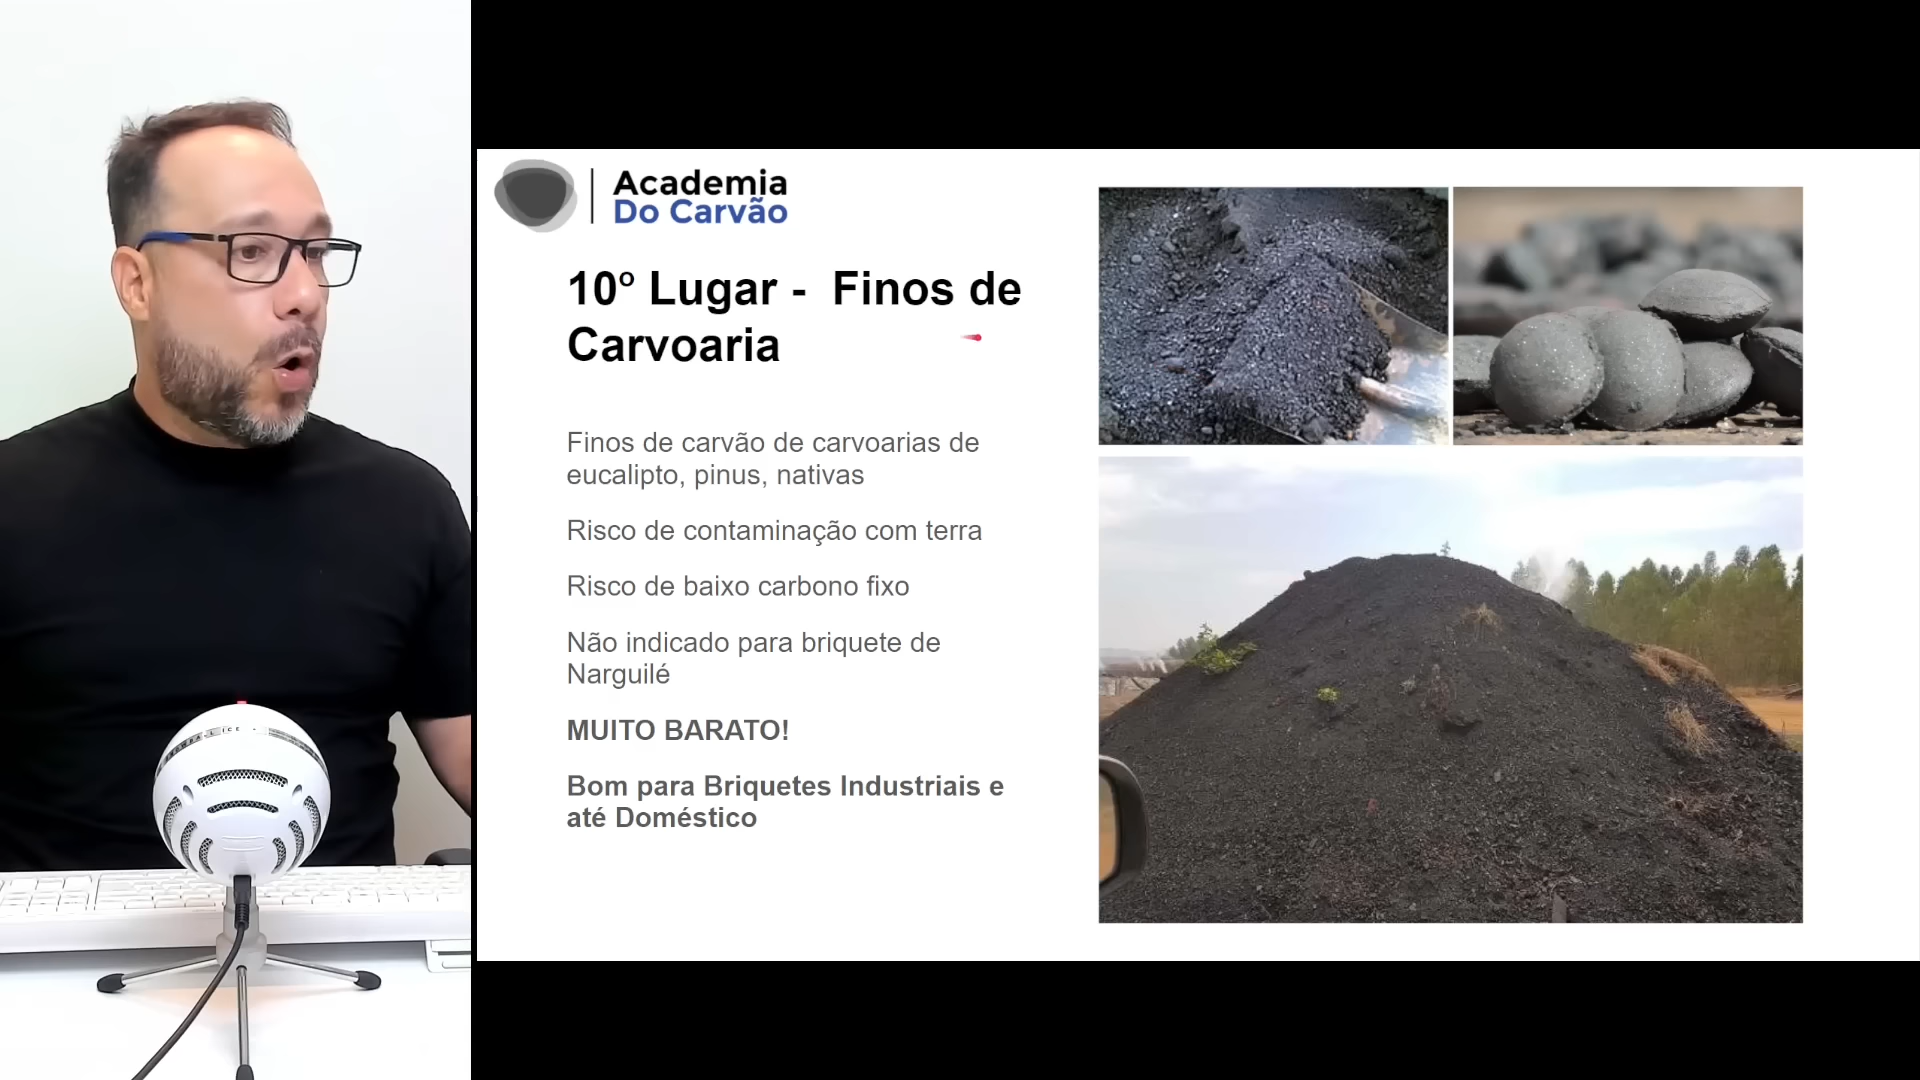 Academia
Do Carvão
10º Lugar - Finos de
Carvoaria
Finos de carvão de carvoarias de
eucalipto, pinus, nativas
Risco de contaminação com terra
Risco de baixo carbono fixo
Não indicado para briquete de
Narguilé
MUITO BARATO!
Bom para Briquetes Industriais e
até Doméstico